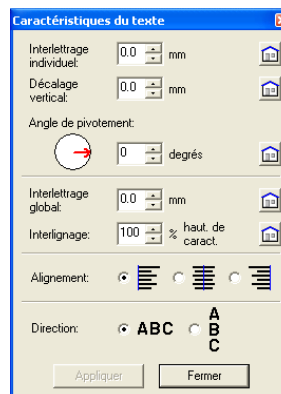 Caractéristiques du texte
Interlettrage
individuel: 0.0 mm
Décalage
vertical: 0.0 mm
Angle de pivotement:
0 degrés
Interlettrage
global: 0.0 mm
Interlignage: 100 % haut. de
caract.
Alignement:
Direction: ABC
A
B
C
Appliquer Fermer